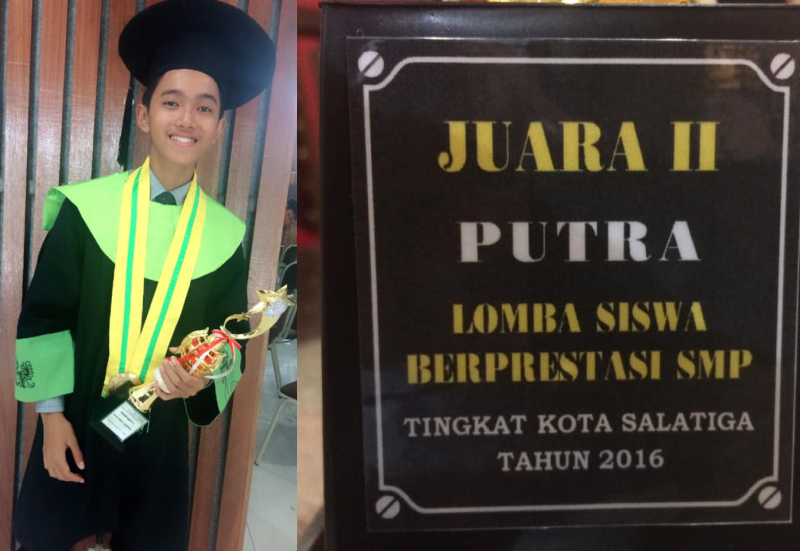 JUARA II
PUTRA
LOMBA SISWA
BERPRESTASI SMP
TINGKAT KOTA SALATIGA
TAHUN 2016